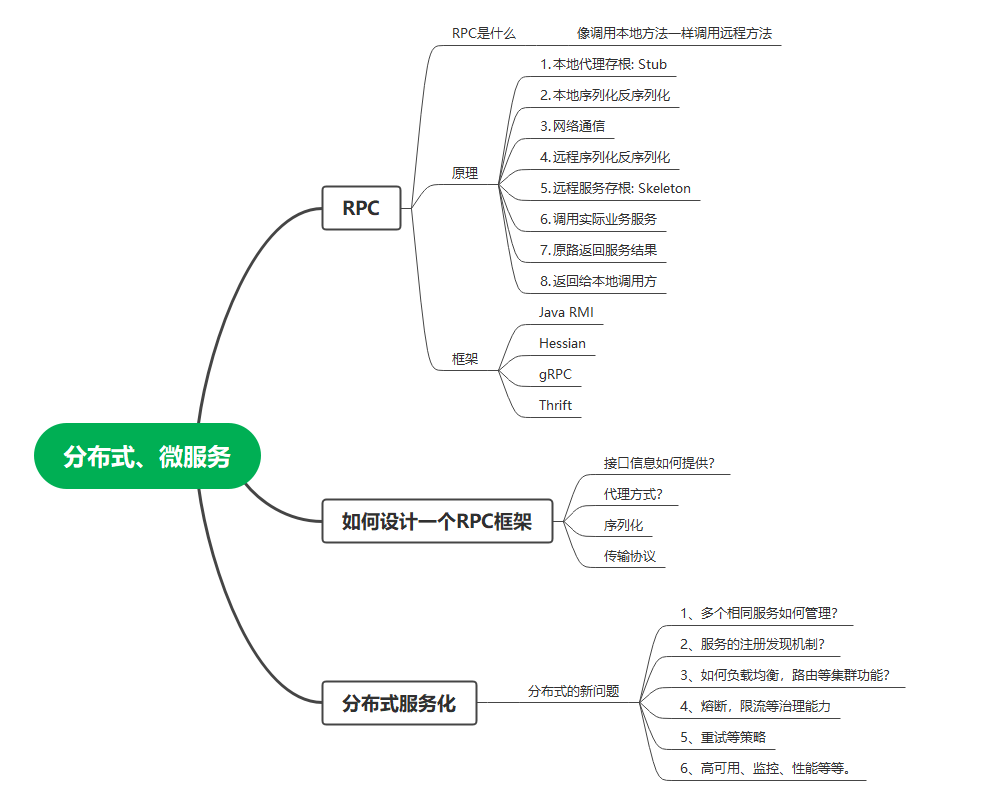 分布式、微服务
RPC
RPC是什么
像调用本地方法一样调用远程方法
原理
1.本地代理存根: Stub
2.本地序列化反序列化
3.网络通信
4.远程序列化反序列化
5.远程服务存根: Skeleton
6.调用实际业务服务
7.原路返回服务结果
8.返回给本地调用方
框架
Java RMI
Hessian
gRPC
Thrift
如何设计一个RPC框架
接口信息如何提供?
代理方式?
序列化
传输协议
分布式服务化
分布式的新问题
1、多个相同服务如何管理?
2、服务的注册发现机制?
3、如何负载均衡，路由等集群功能?
4、熔断，限流等治理能力
5、重试等策略
6、高可用、监控、性能等等。